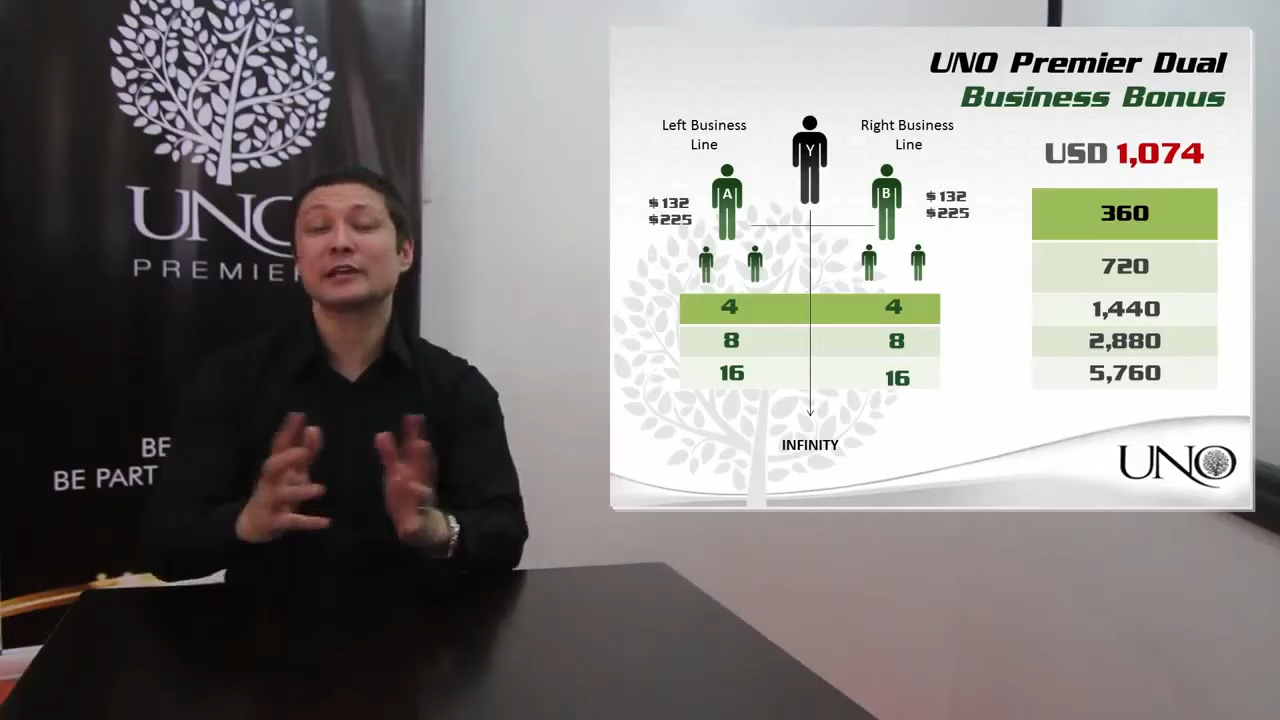 UNO
PREMIER
BE
BE PART
UNO Premier Dual
Business Bonus
Left Business
Line
Right Business
Line
USD 1,074
Y
A
B
$ 132
$225
$ 132
$225
360
720
4 4 1,440
8 8 2,880
16 16 5,760
INFINITY
UNO